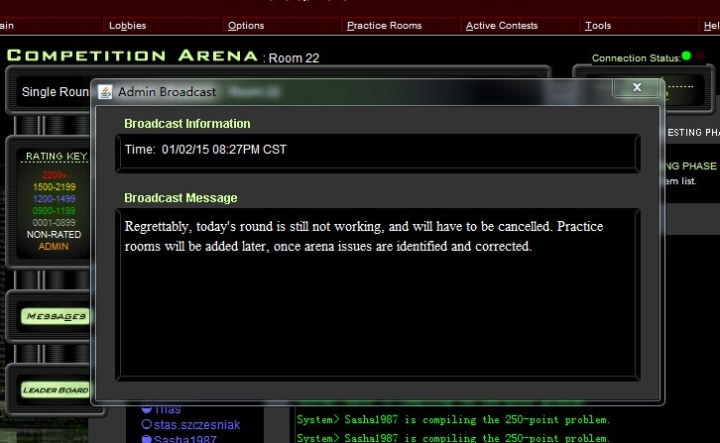 ain Lobbies Options Practice Rooms Active Contests Tools Hel
COMPETITION ARENA : Room 22
Connection Status:
Single Roun
Admin Broadcast
x
Broadcast Information
Time: 01/02/15 08:27PM CST
ESTING PHA
Broadcast Message
NG PHASE
em list.
Regrettably, today's round is still not working, and will have to be cancelled. Practice
rooms will be added later, once arena issues are identified and corrected.
RATING KEY
2200+
1500-2199
1200-1499
0900-1199
0001-0899
NON-RATED
ADMIN
MESSAGES
LEADER BOARD
stas.szczesniak
Sasha1987
System> Sasha1987 is compiling the 250-point problem.
System> Sasha1987 is compiling the 250-point problem.